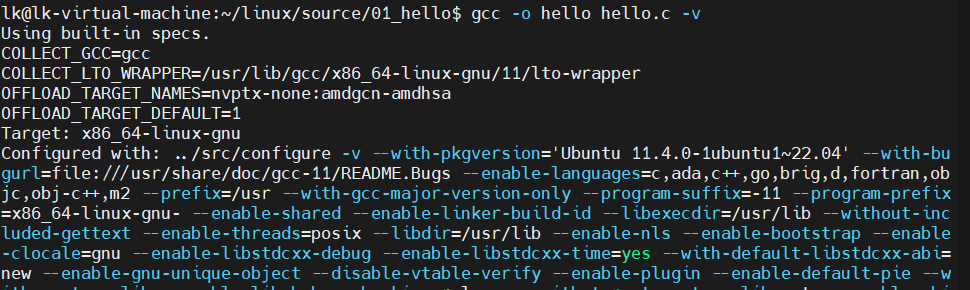 lk@lk-virtual-machine:~/linux/source/01_hello$ gcc -o hello hello.c -v
Using built-in specs.
COLLECT_GCC=gcc
COLLECT_LTO_WRAPPER=/usr/lib/gcc/x86_64-linux-gnu/11/lto-wrapper
OFFLOAD_TARGET_NAMES=nvptx-none:amdgcn-amdhsa
OFFLOAD_TARGET_DEFAULT=1
Target: x86_64-linux-gnu
Configured with: ../src/configure -v --with-pkgversion='Ubuntu 11.4.0-1ubuntu1~22.04' --with-bu
gurl=file:///usr/share/doc/gcc-11/README.Bugs --enable-languages=c,ada,c++,go,brig,d,fortran,ob
jc,obj-c++,m2 --prefix=/usr --with-gcc-major-version-only --program-suffix=-11 --program-prefix
=x86_64-linux-gnu- --enable-shared --enable-linker-build-id --libexecdir=/usr/lib --without-inc
luded-gettext --enable-threads=posix --libdir=/usr/lib --enable-nls --enable-bootstrap --enable
-clocale=gnu --enable-libstdcxx-debug --enable-libstdcxx-time=yes --with-default-libstdcxx-abi=
new --enable-gnu-unique-object --disable-vtable-verify --enable-plugin --enable-default-pie --w